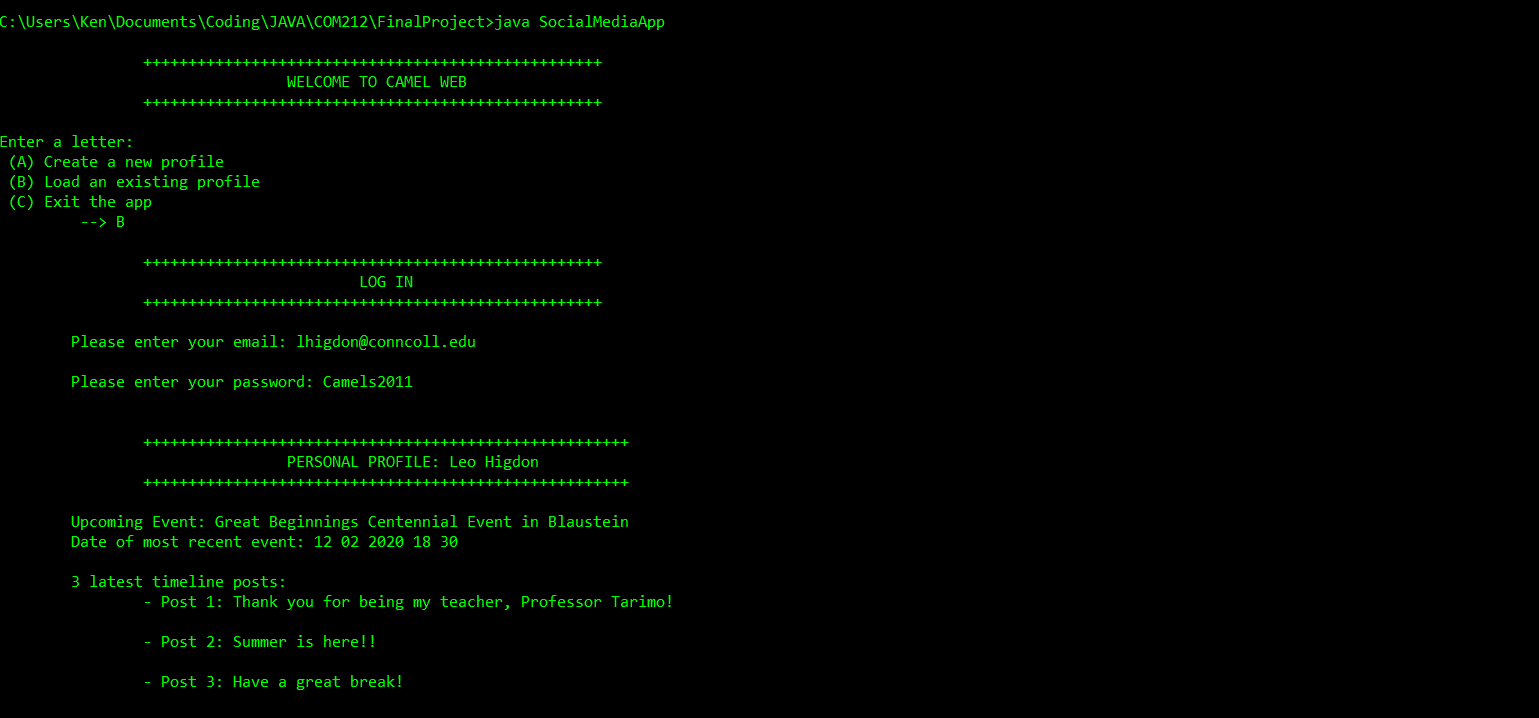 C:\Users\Ken\Documents\Coding\JAVA\COM212\FinalProject>java SocialMediaApp
+++++++++++++++++++++++++++++++++++++++++++++++++++
WELCOME TO CAMEL WEB
+++++++++++++++++++++++++++++++++++++++++++++++++++
Enter a letter:
(A) Create a new profile
(B) Load an existing profile
(C) Exit the app
--> B
+++++++++++++++++++++++++++++++++++++++++++++++++++
LOG IN
+++++++++++++++++++++++++++++++++++++++++++++++++++
Please enter your email: lhigdon@conncoll.edu
Please enter your password: Camels2011
++++++++++++++++++++++++++++++++++++++++++++++++++++++
PERSONAL PROFILE: Leo Higdon
++++++++++++++++++++++++++++++++++++++++++++++++++++++
Upcoming Event: Great Beginnings Centennial Event in Blaustein
Date of most recent event: 12 02 2020 18 30
3 latest timeline posts:
- Post 1: Thank you for being my teacher, Professor Tarimo!
- Post 2: Summer is here!!
- Post 3: Have a great break!